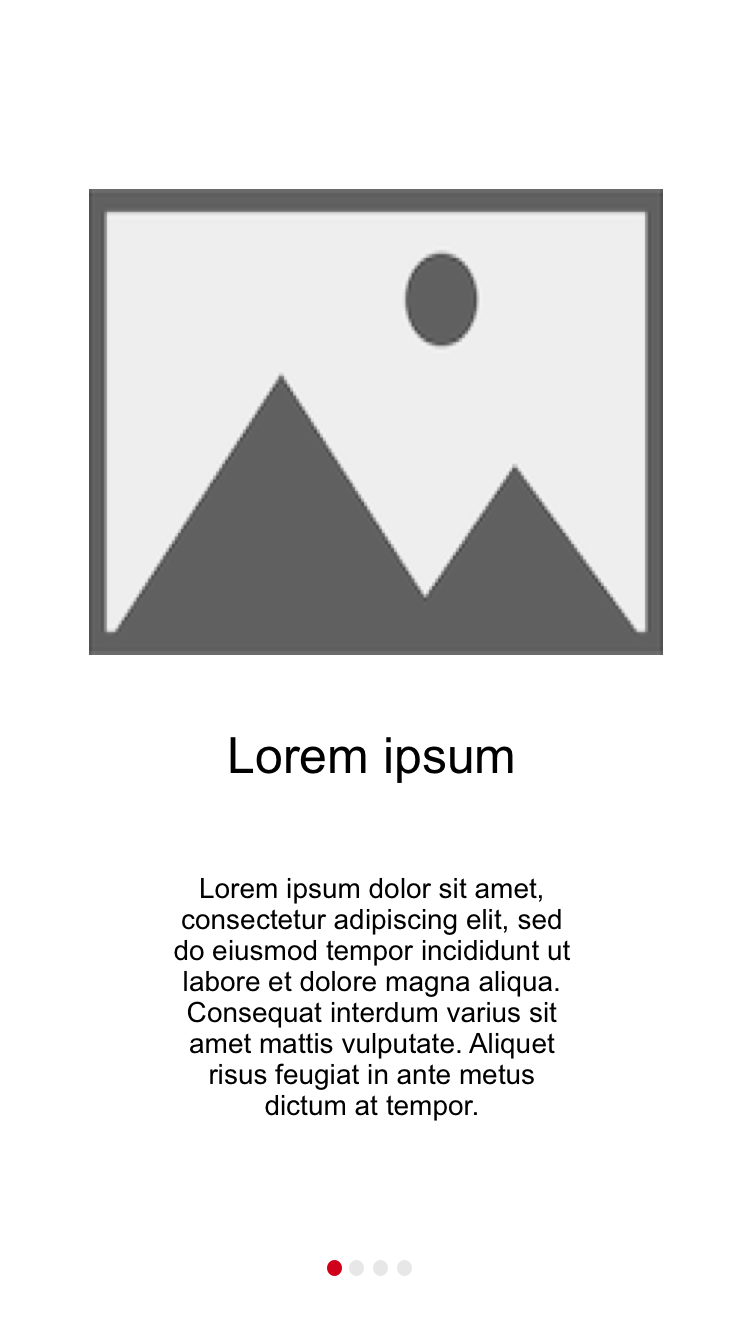 Lorem ipsum
Lorem ipsum dolor sit amet,
consectetur adipiscing elit, sed
do eiusmod tempor incididunt ut
labore et dolore magna aliqua.
Consequat interdum varius sit
amet mattis vulputate. Aliquet
risus feugiat in ante metus
dictum at tempor.